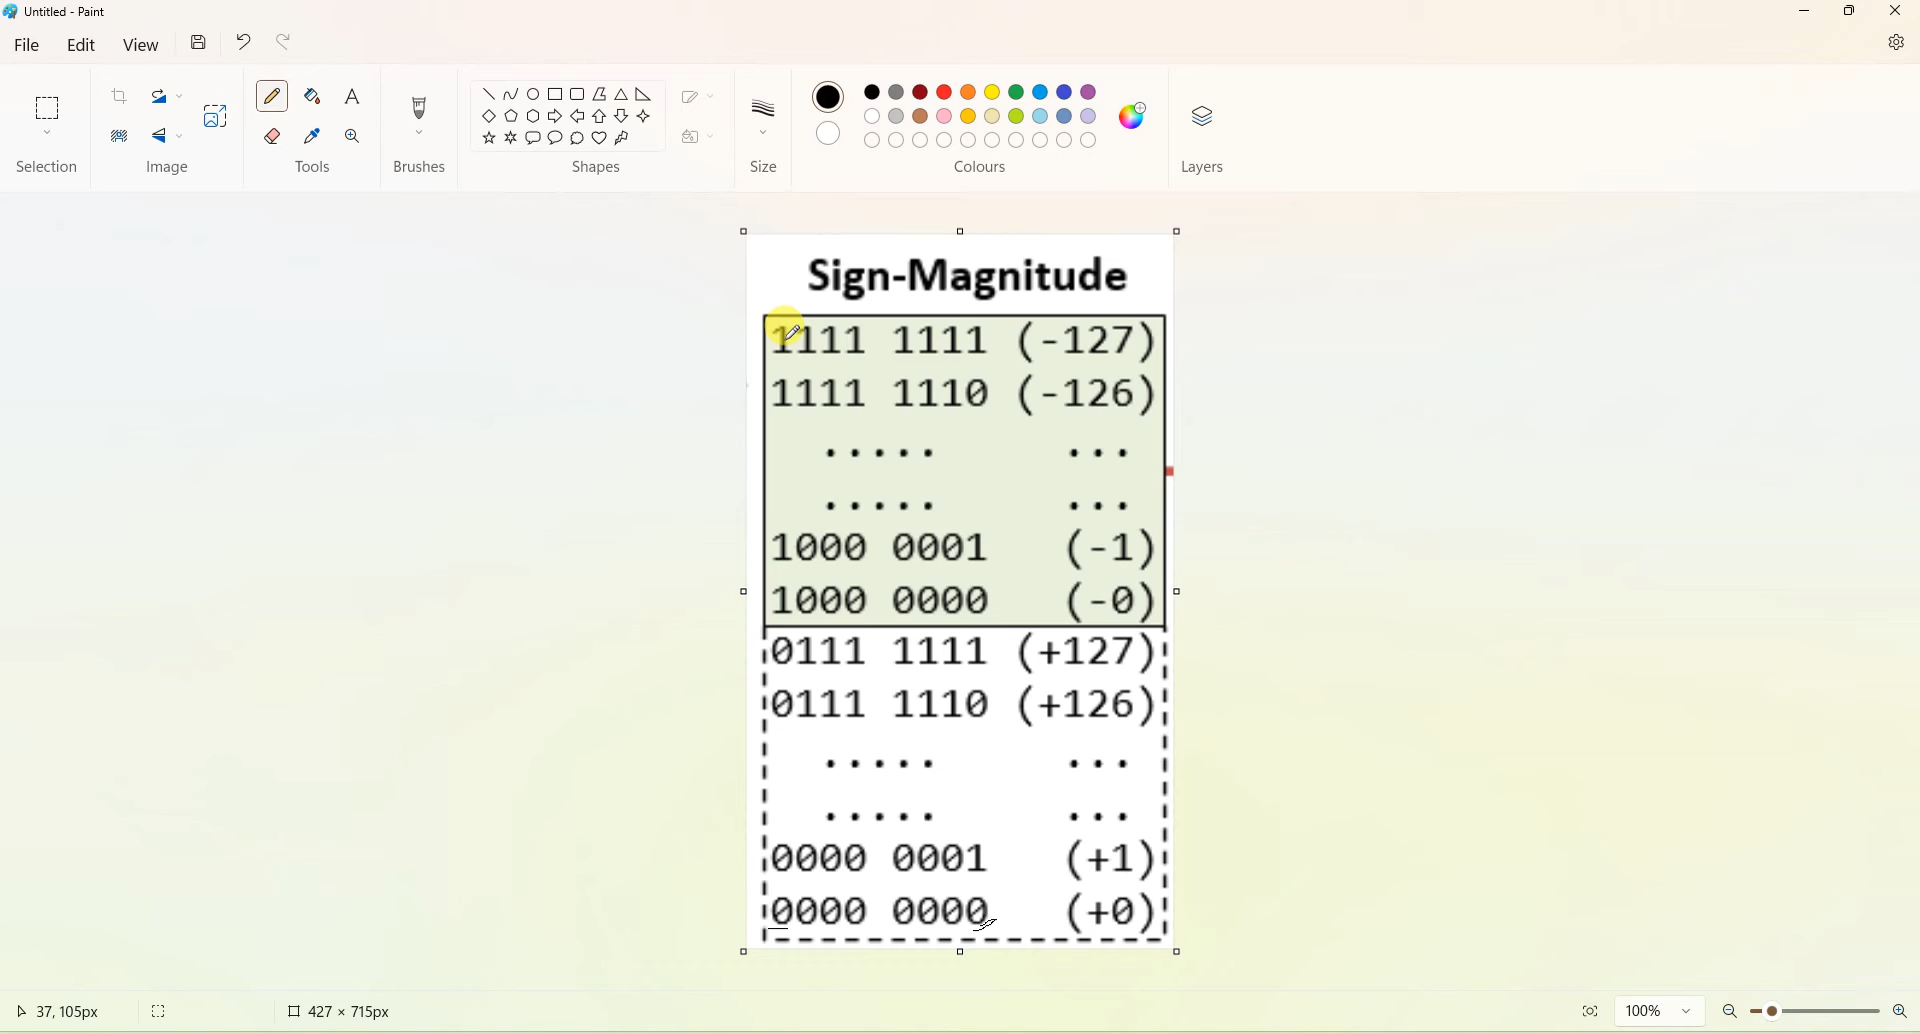 Untitled - Paint
File Edit View
Selection Image Tools Brushes Shapes Size Colours Layers
Sign-Magnitude
1111 1111 (-127)
1111 1110 (-126)
..... ...
..... ...
1000 0001 (-1)
1000 0000 (-0)
0111 1111 (+127)
0111 1110 (+126)
..... ...
..... ...
0000 0001 (+1)
0000 0000 (+0)
37, 105px 427 × 715px 100%